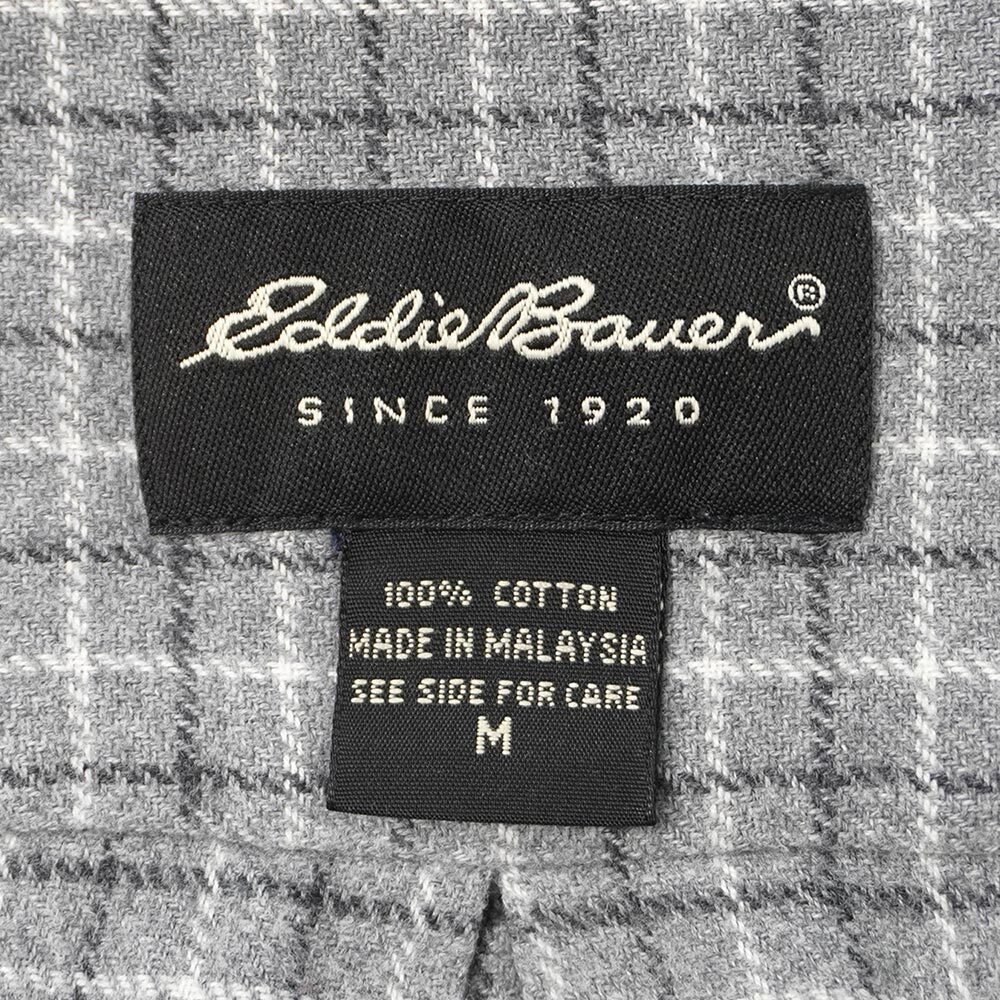 Eddie Bauer®
SINCE 1920
100% COTTON
MADE IN MALAYSIA
SEE SIDE FOR CARE
M